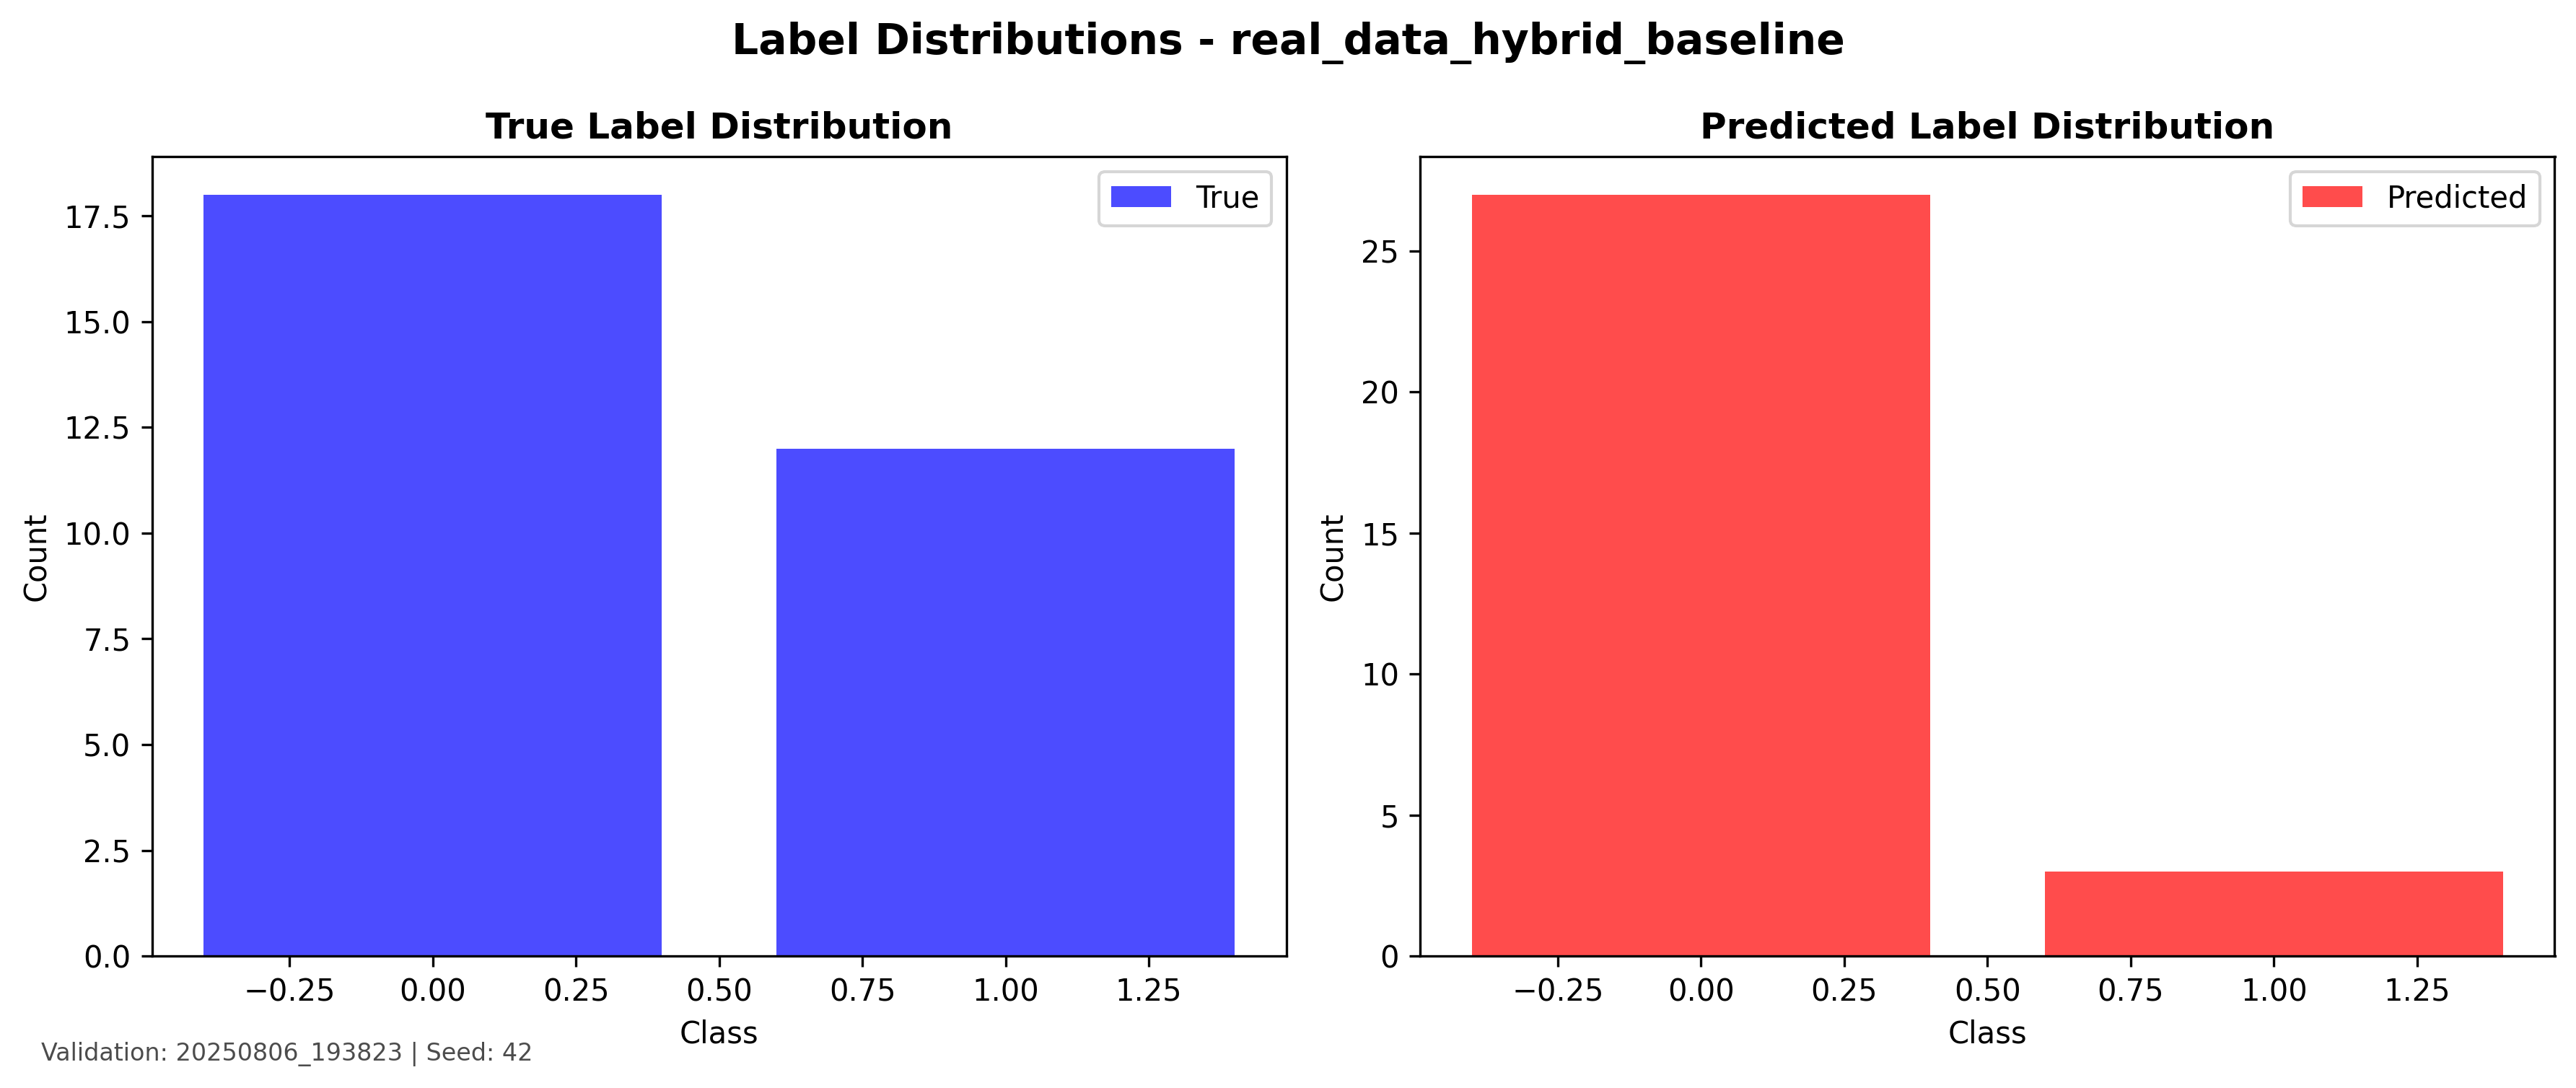 Label Distributions - real_data_hybrid_baseline
True Label Distribution
True
17.5
15.0
12.5
10.0
7.5
5.0
2.5
0.0
Count
−0.25 0.00 0.25 0.50 0.75 1.00 1.25
Class
Predicted Label Distribution
Predicted
25
20
15
10
5
0
Count
−0.25 0.00 0.25 0.50 0.75 1.00 1.25
Class
Validation: 20250806_193823 | Seed: 42